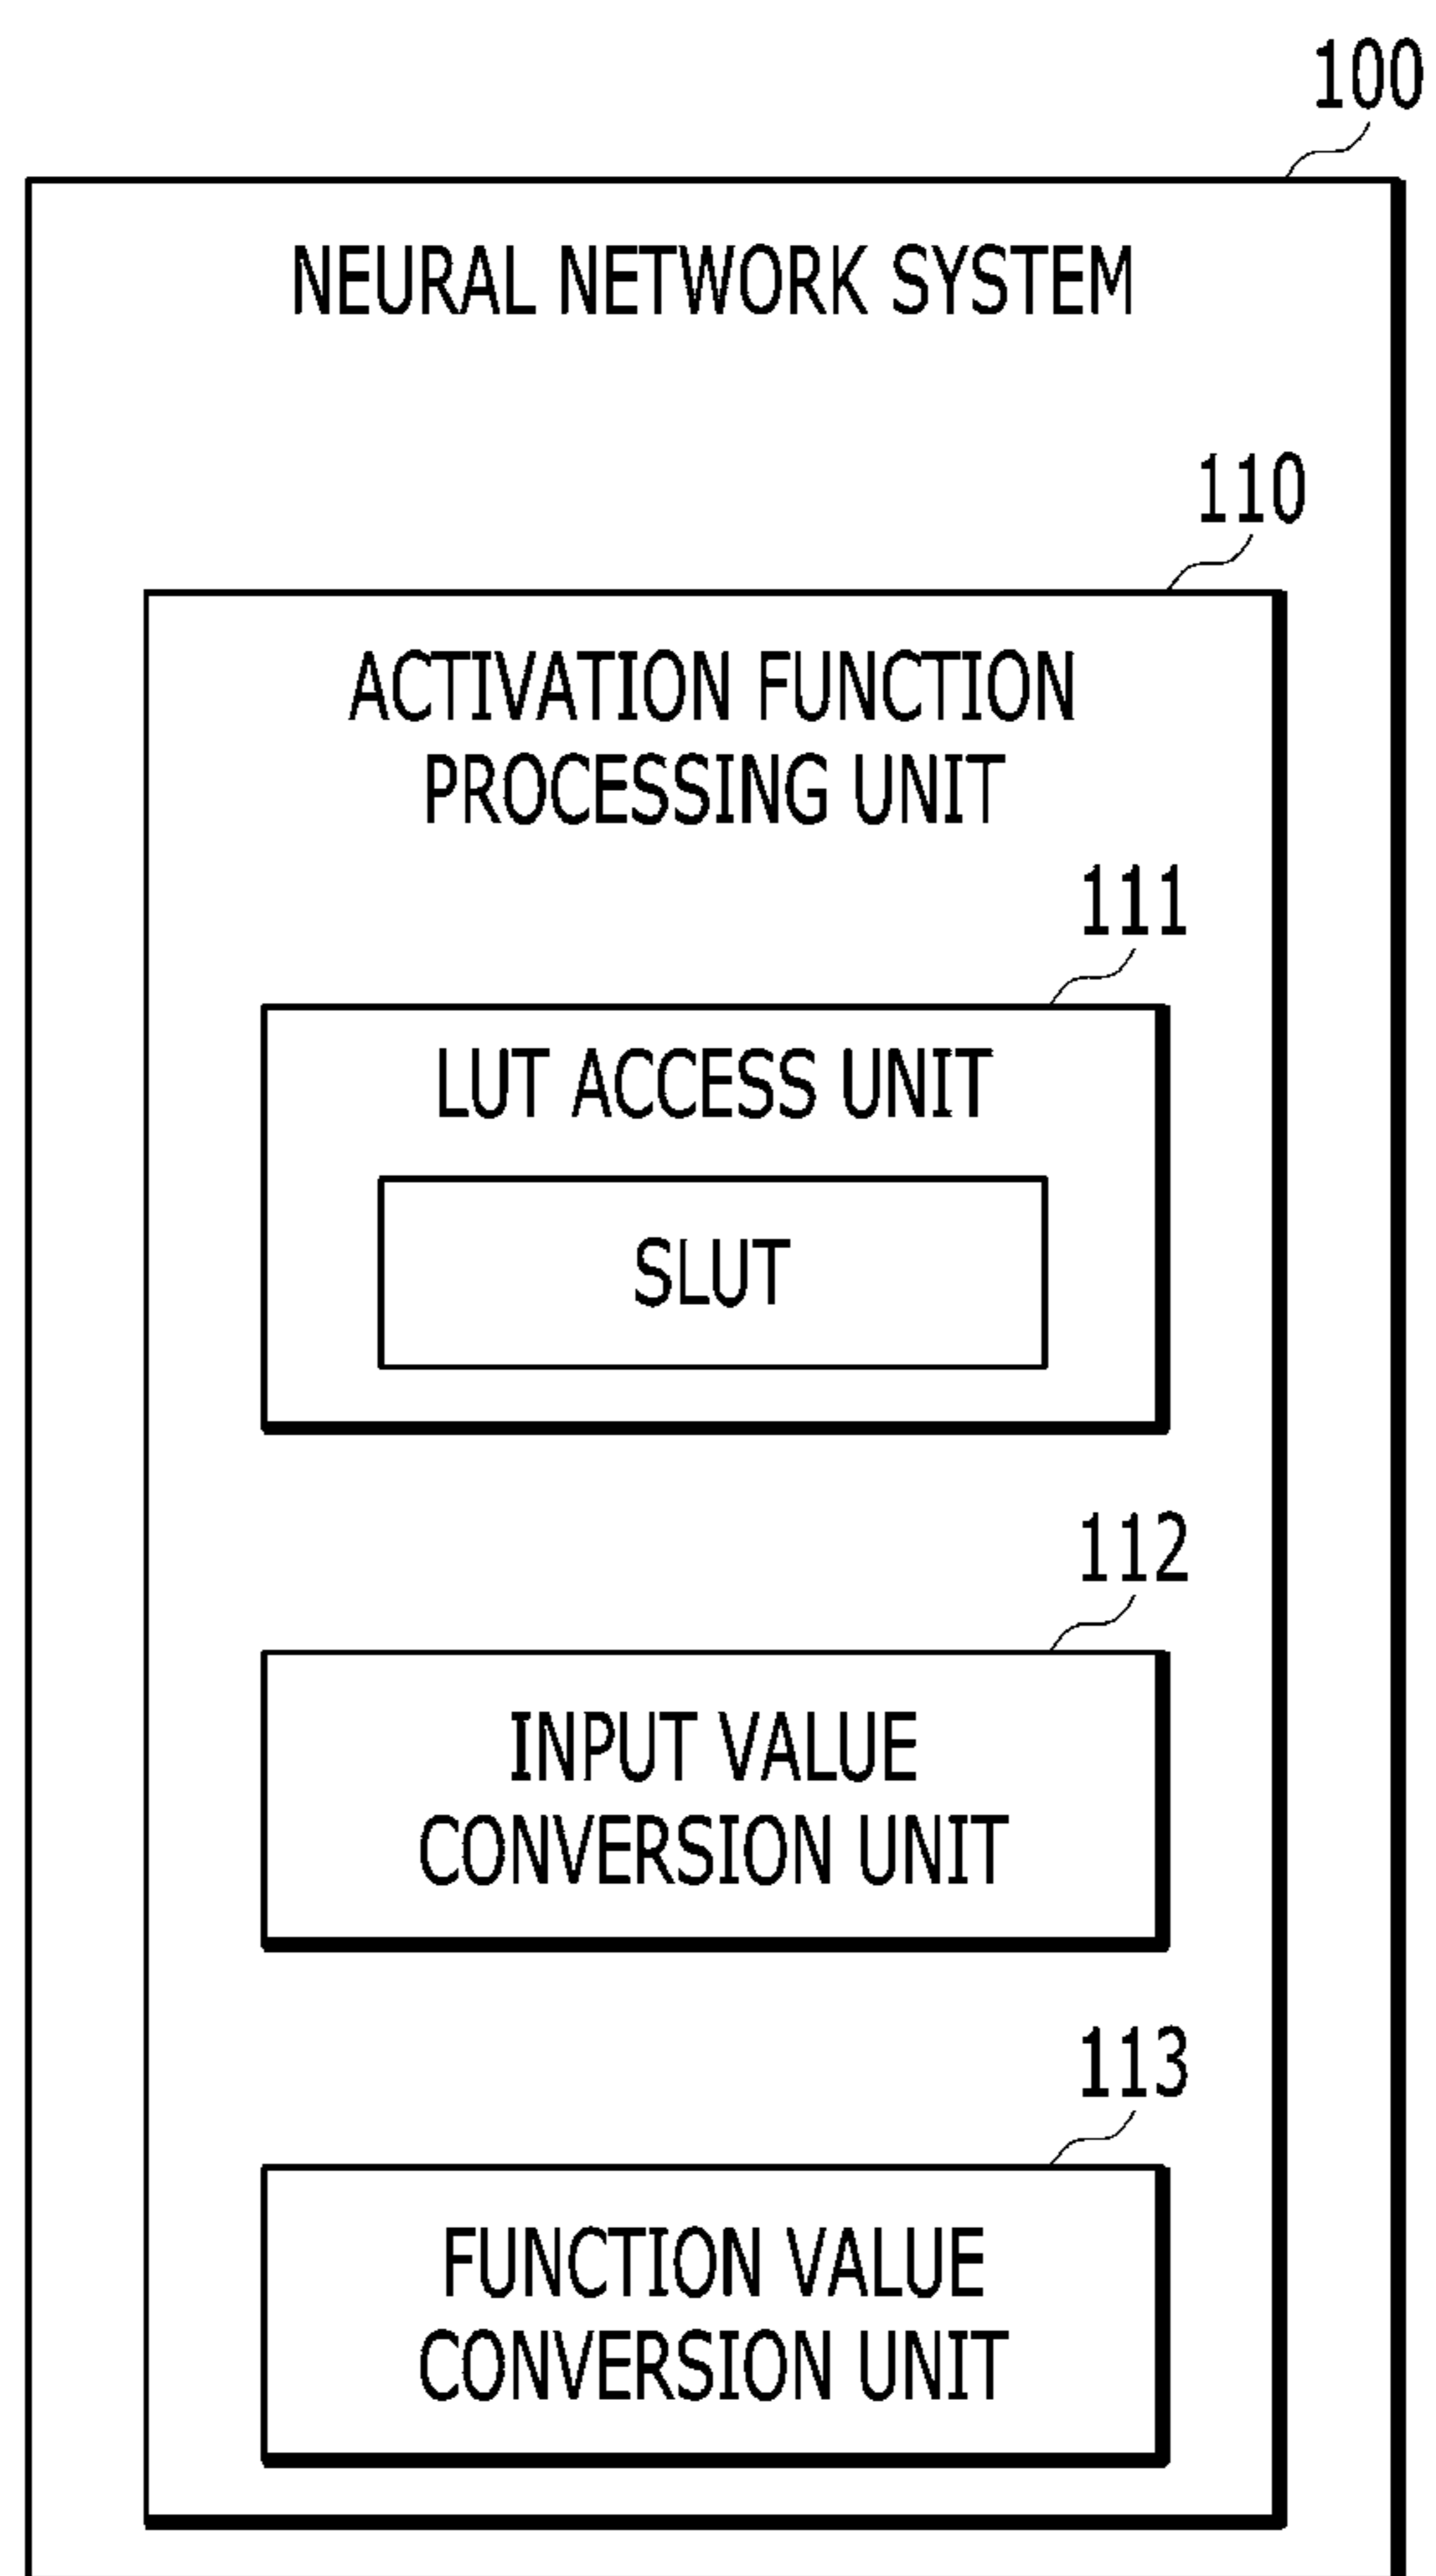 100
NEURAL NETWORK SYSTEM
110
ACTIVATION FUNCTION
PROCESSING UNIT
111
LUT ACCESS UNIT
SLUT
112
INPUT VALUE
CONVERSION UNIT
113
FUNCTION VALUE
CONVERSION UNIT